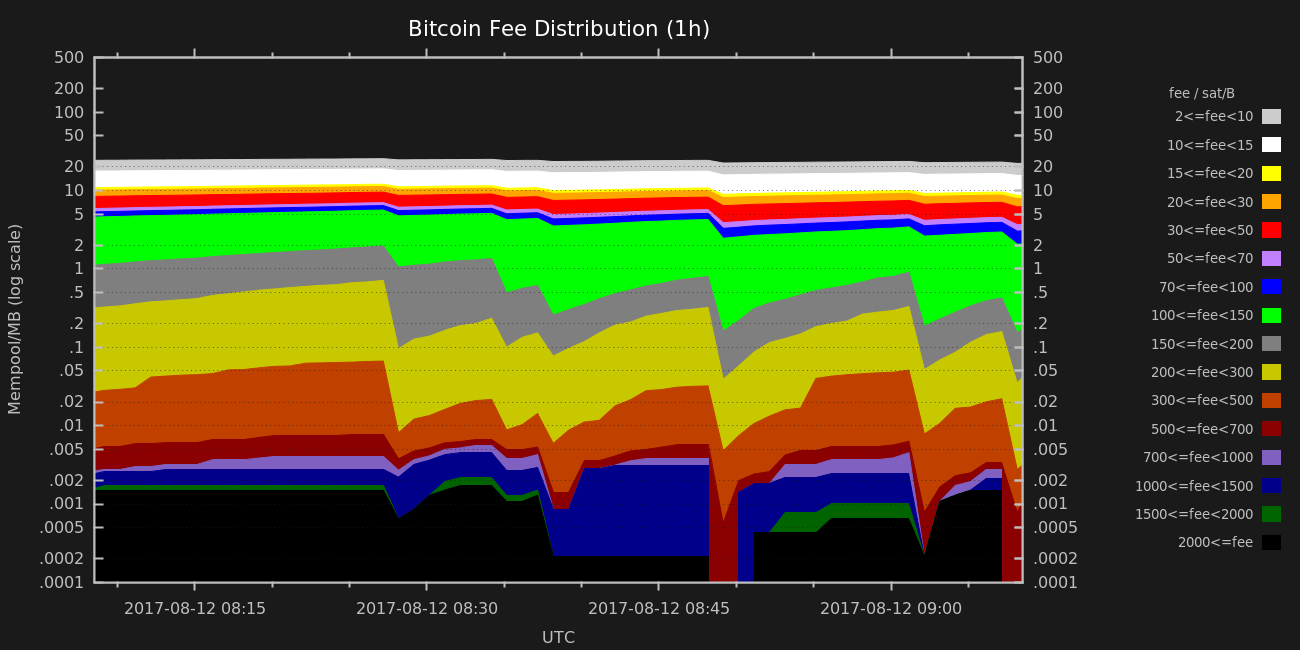 Bitcoin Fee Distribution (1h)
Mempool/MB (log scale)
500
200
100
50
20
10
5
2
1
.5
.2
.1
.05
.02
.01
.005
.002
.001
.0005
.0002
.0001
500
200
100
50
20
10
5
2
1
.5
.2
.1
.05
.02
.01
.005
.002
.001
.0005
.0002
.0001
2017-08-12 08:15 2017-08-12 08:30 2017-08-12 08:45 2017-08-12 09:00
UTC
fee / sat/B
2<=fee<10
10<=fee<15
15<=fee<20
20<=fee<30
30<=fee<50
50<=fee<70
70<=fee<100
100<=fee<150
150<=fee<200
200<=fee<300
300<=fee<500
500<=fee<700
700<=fee<1000
1000<=fee<1500
1500<=fee<2000
2000<=fee